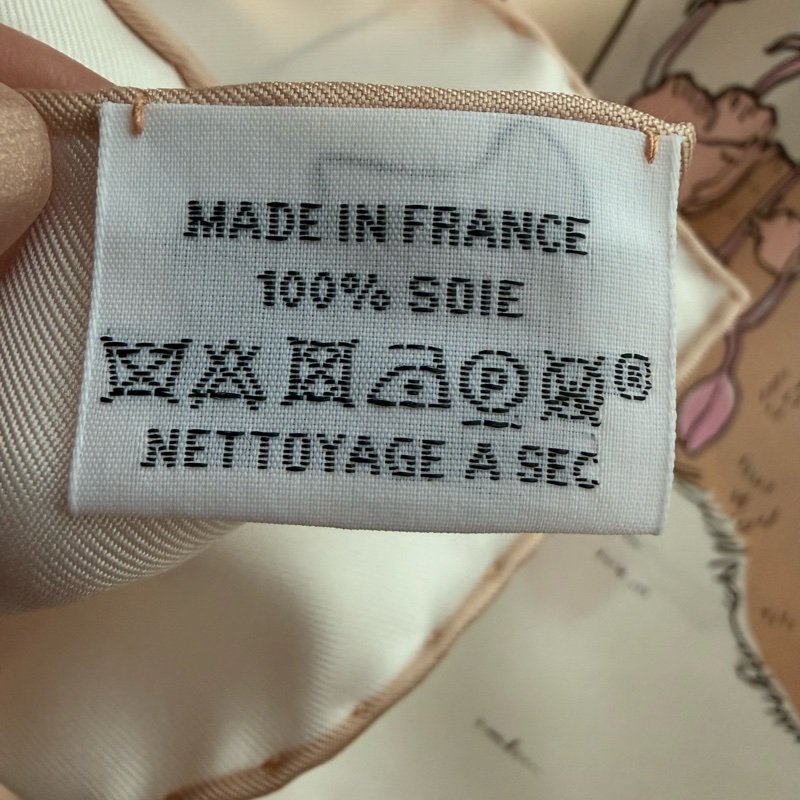 MADE IN FRANCE
100% SOIE
P ®
NETTOYAGE A SEC